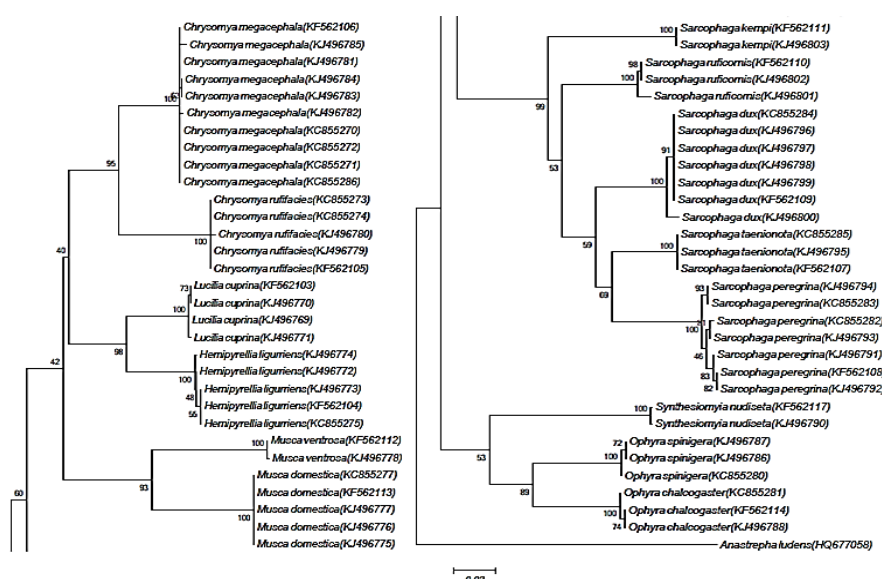 Chrysomya megacephala(KF562106)
Chrysomya megacephala(KJ496785)
Chrysomya megacephala(KJ496781)
Chrysomya megacephala(KJ496784)
Chrysomya megacephala(KJ496783)
100
Chrysomya megacephala(KJ496782)
Chrysomya megacephala(KC855270)
Chrysomya megacephala(KC855272)
95
Chrysomya megacephala(KC855271)
Chrysomya megacephala(KC855286)
Chrysomya rufifacies(KC855273)
Chrysomya rufifacies(KC855274)
Chrysomya rufifacies(KJ496780)
100
Chrysomya rufifacies(KJ496779)
40
Chrysomya rufifacies(KF562105)
73
Lucilia cuprina(KF562103)
Lucilia cuprina(KJ496770)
100
Lucilia cuprina(KJ496769)
Lucilia cuprina(KJ496771)
98
Hemipyrellia ligurriens(KJ496774)
42
Hemipyrellia ligurriens(KJ496772)
100
Hemipyrellia ligurriens(KJ496773)
48
Hemipyrellia ligurriens(KF562104)
55
Hemipyrellia ligurriens(KC855275)
100
Musca ventrosa(KF562112)
Musca ventrosa(KJ496778)
Musca domestica(KC855277)
93
Musca domestica(KF562113)
60
Musca domestica(KJ496777)
100
Musca domestica(KJ496776)
Musca domestica(KJ496775)
100
Sarcophaga kempi(KF562111)
Sarcophaga kempi(KJ496803)
98
Sarcophaga ruficornis(KF562110)
100
Sarcophaga ruficornis(KJ496802)
99
Sarcophaga ruficornis(KJ496801)
Sarcophaga dux(KC855284)
Sarcophaga dux(KJ496796)
91
Sarcophaga dux(KJ496797)
53
Sarcophaga dux(KJ496798)
100
Sarcophaga dux(KJ496799)
Sarcophaga dux(KF562109)
Sarcophaga dux(KJ496800)
59
Sarcophaga taenionota(KC855285)
100
Sarcophaga taenionota(KJ496795)
Sarcophaga taenionota(KF562107)
69
93
Sarcophaga peregrina(KJ496794)
Sarcophaga peregrina(KC855283)
100
Sarcophaga peregrina(KC855282)
Sarcophaga peregrina(KJ496793)
46
Sarcophaga peregrina(KJ496791)
83
Sarcophaga peregrina(KF562108)
82
Sarcophaga peregrina(KJ496792)
100
Synthesiomyia nudiseta(KF562117)
Synthesiomyia nudiseta(KJ496790)
53
72
Ophyra spinigera(KJ496787)
100
Ophyra spinigera(KJ496786)
Ophyra spinigera(KC855280)
89
Ophyra chalcogaster(KC855281)
100
Ophyra chalcogaster(KF562114)
74
Ophyra chalcogaster(KJ496788)
Anastrepha ludens(HQ677058)